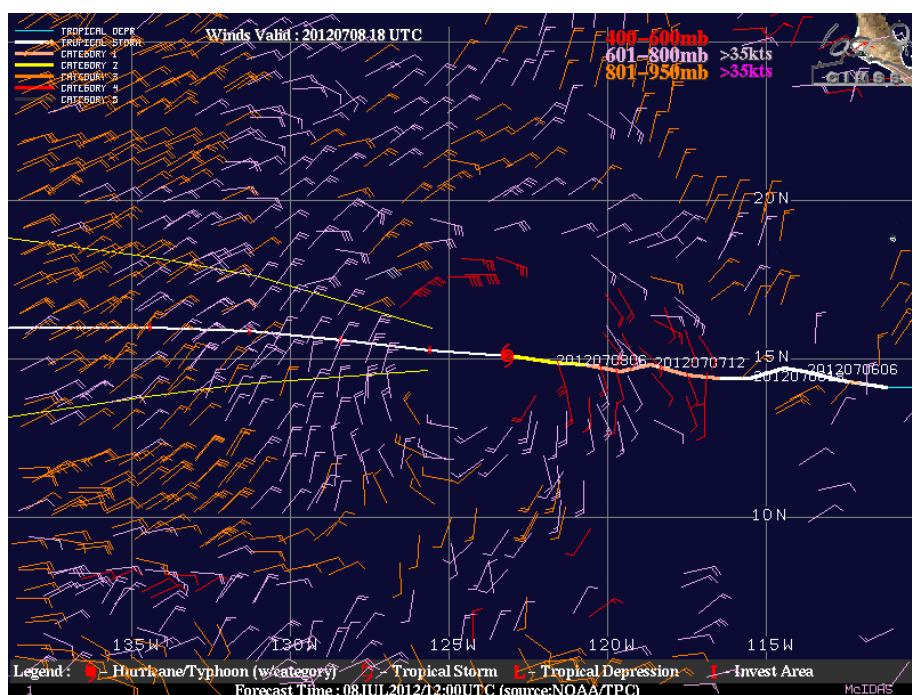 TROPICAL DEPR
TROPICAL STORM
CATEGORY 1
CATEGORY 2
CATEGORY 3
CATEGORY 4
CATEGORY 5
Winds Valid : 20120708 18 UTC
400-600mb
601-800mb >35kts
801-950mb >35kts
CIMSS
20N
15N
10N
2012070806
2012070712
2012070606
135W 130W 125W 120W 115W
Legend : - Hurricane/Typhoon (w/category) - Tropical Storm L - Tropical Depression I - Invest Area
1 Forecast Time : 08JUL2012/12:00UTC (source:NOAA/TPC) McIDAS